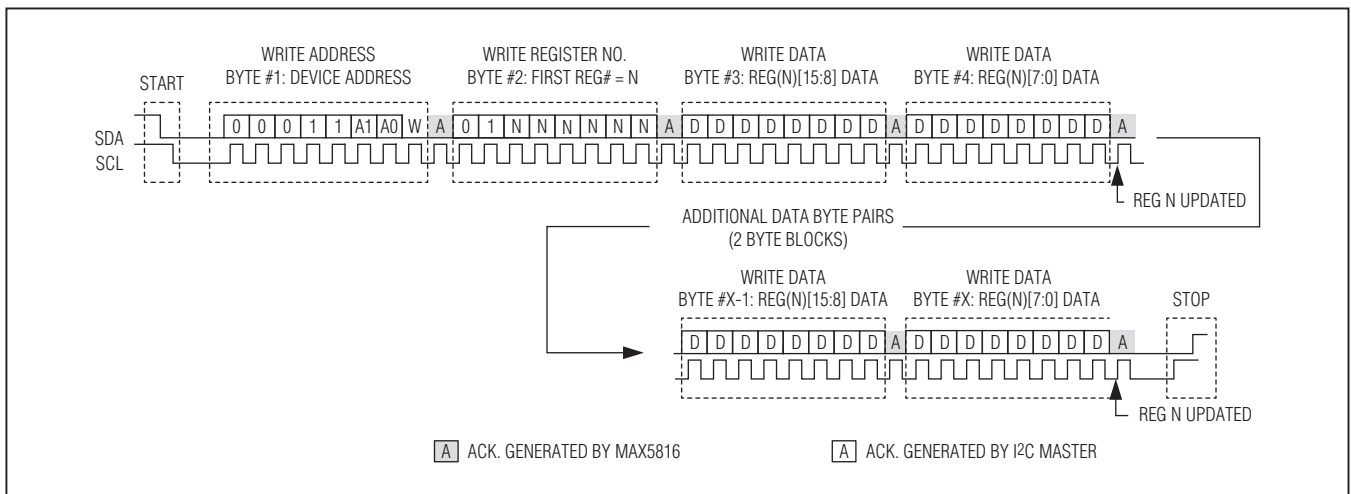 WRITE ADDRESS
BYTE #1: DEVICE ADDRESS
WRITE REGISTER NO.
BYTE #2: FIRST REG# = N
WRITE DATA
BYTE #3: REG(N)[15:8] DATA
WRITE DATA
BYTE #4: REG(N)[7:0] DATA
START
SDA
0 0 0 1 1 A1 A0 W A 0 1 N N N N N N A D D D D D D D D A D D D D D D D D A
SCL
REG N UPDATED
ADDITIONAL DATA BYTE PAIRS
(2 BYTE BLOCKS)
WRITE DATA
BYTE #X-1: REG(N)[15:8] DATA
WRITE DATA
BYTE #X: REG(N)[7:0] DATA
STOP
D D D D D D D D A D D D D D D D D A
REG N UPDATED
A ACK. GENERATED BY MAX5816
A ACK. GENERATED BY I²C MASTER